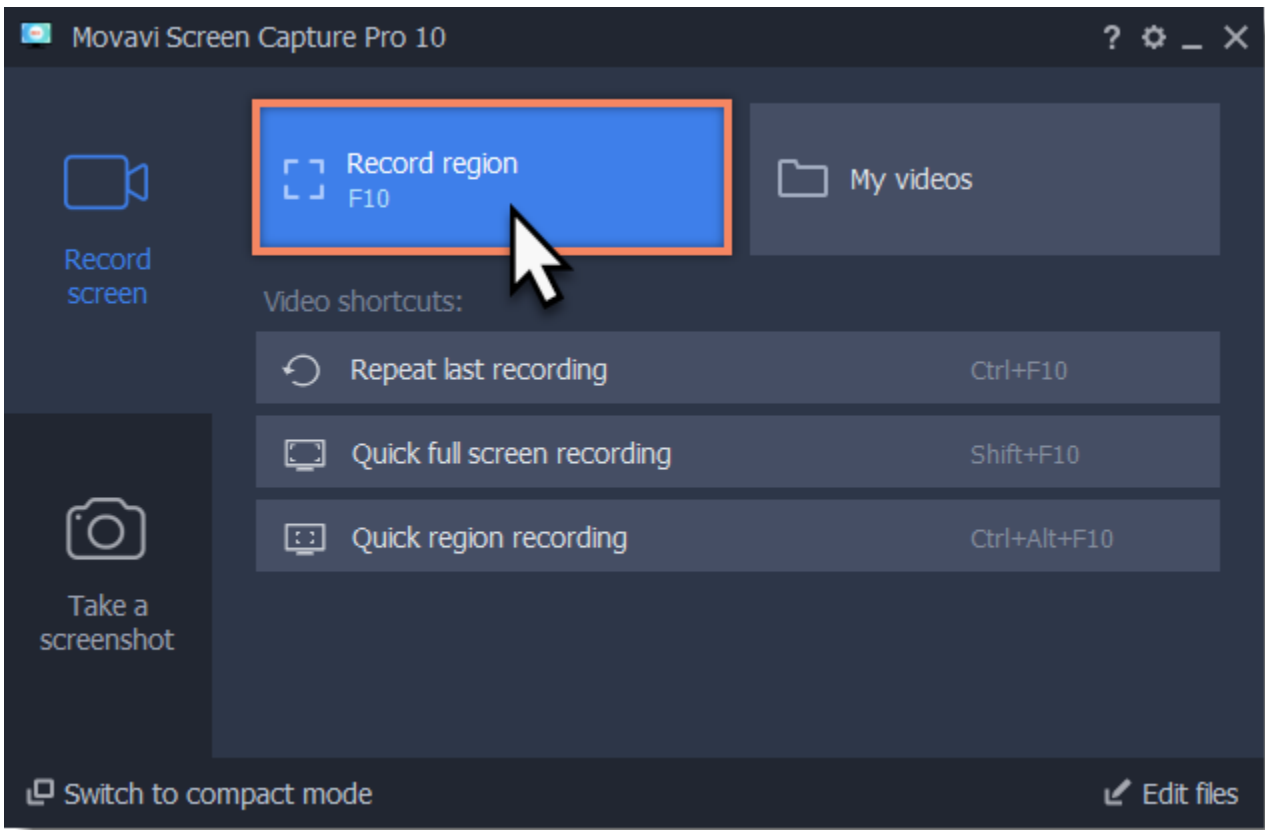 Movavi Screen Capture Pro 10
?
Record region
F10
My videos
Record
screen
Video shortcuts:
Repeat last recording Ctrl+F10
Quick full screen recording Shift+F10
Quick region recording Ctrl+Alt+F10
Take a
screenshot
Switch to compact mode Edit files